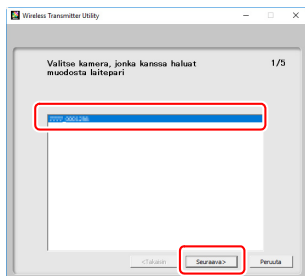 Wireless Transmitter Utility
Valitse kamera, jonka kanssa haluat
muodosta laitepari
1/5
<Takaisin
Seuraava>
Peruuta